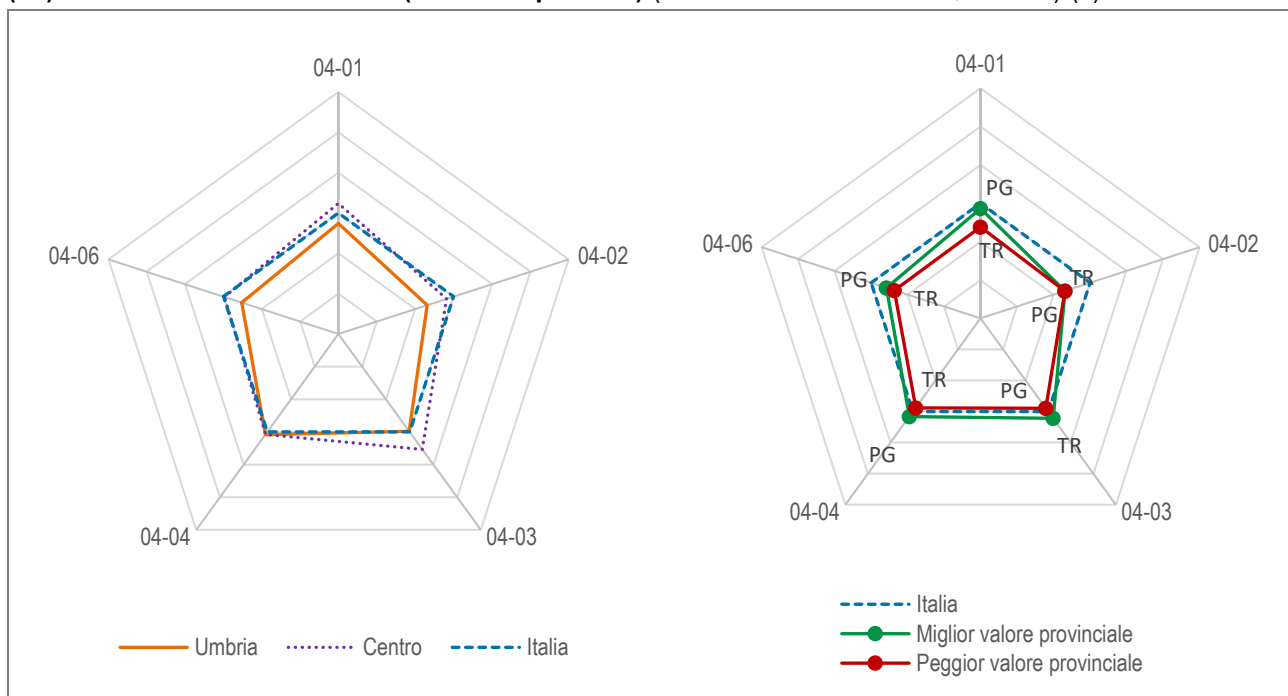 04-01
04-02
04-03
04-04
04-06
Umbria
Centro
Italia
04-01
04-02
04-03
04-04
04-06
PG
TR
TR
PG
PG
TR
TR
PG
PG
TR
Italia
Miglior valore provinciale
Peggior valore provinciale